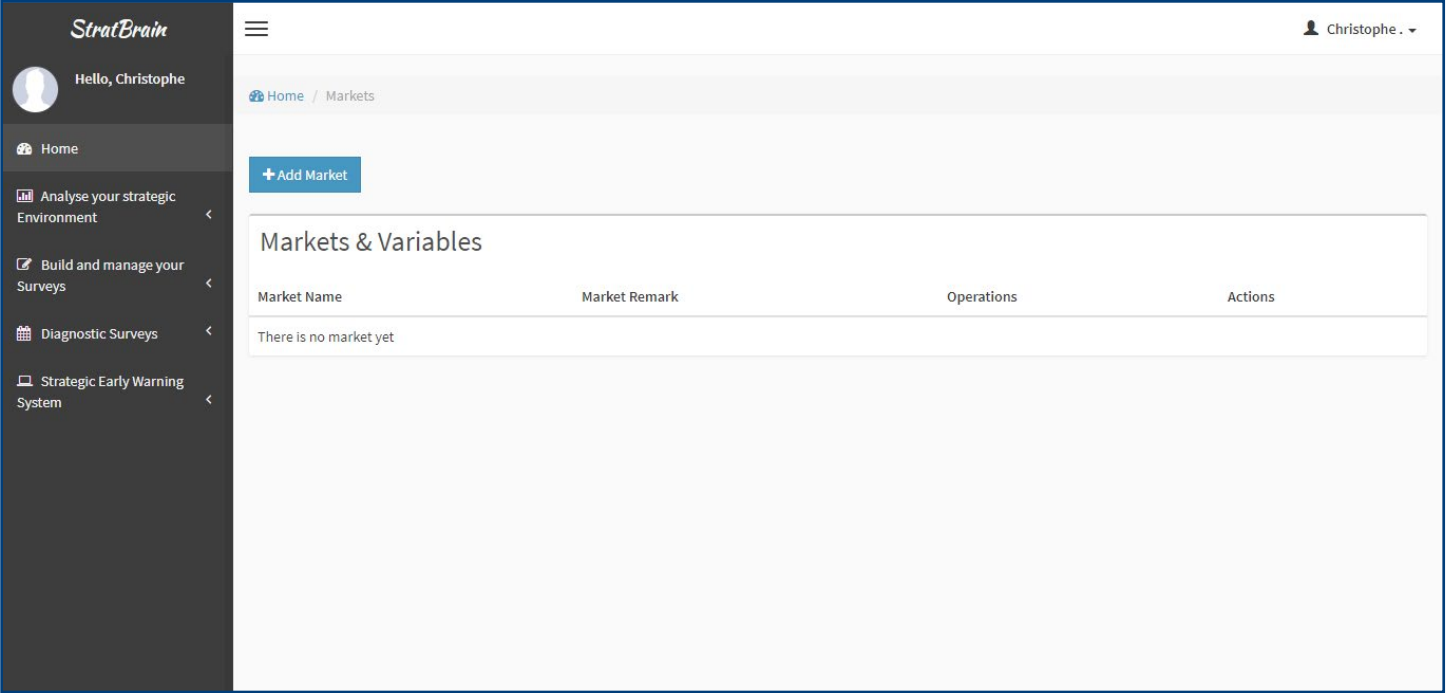 StratBrain
Hello, Christophe
Home
Analyse your strategic
Environment
Build and manage your
Surveys
Diagnostic Surveys
Strategic Early Warning
System
Christophe .
Home / Markets
Add Market
Markets & Variables
Market Name Market Remark Operations Actions
There is no market yet